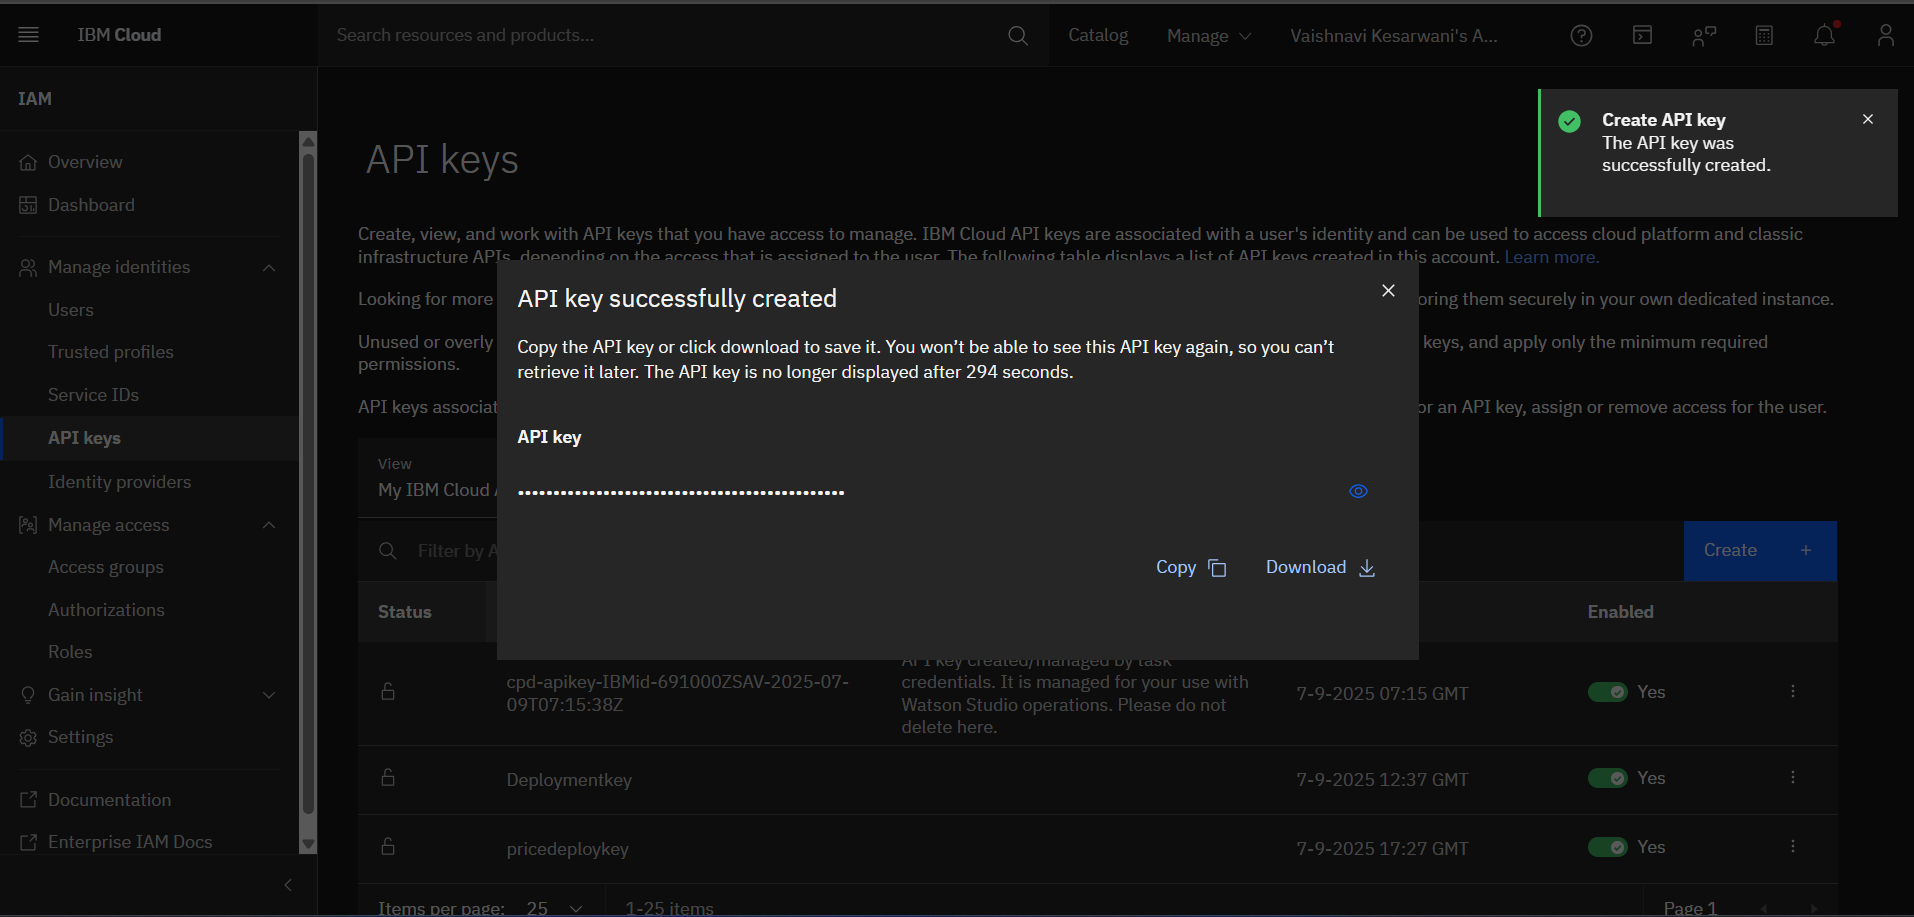 IBM Cloud
Search resources and products...
Catalog
Manage
Vaishnavi Kesarwani's A...
IAM
Overview
Dashboard
Manage identities
Users
Trusted profiles
Service IDs
API keys
Identity providers
Manage access
Access groups
Authorizations
Roles
Gain insight
Settings
Documentation
Enterprise IAM Docs
API keys
Create, view, and work with API keys that you have access to manage. IBM Cloud API keys are associated with a user's identity and can be used to access cloud platform and classic
infrastructure APIs, depending on the access that is assigned to the user. The following table displays a list of API keys created in this account. Learn more.
Looking for more
oring them securely in your own dedicated instance.
Unused or overly
keys, and apply only the minimum required
permissions.
API keys associat
or an API key, assign or remove access for the user.
Create API key
The API key was
successfully created.
API key successfully created
Copy the API key or click download to save it. You won’t be able to see this API key again, so you can’t
retrieve it later. The API key is no longer displayed after 294 seconds.
API key
••••••••••••••••••••••••••••••••••••••••••••
Copy
Download
View
My IBM Cloud A
Filter by A
Create +
Status
Enabled
cpd-apikey-IBMid-691000ZSAV-2025-07-
09T07:15:38Z
API key created/managed by task
credentials. It is managed for your use with
Watson Studio operations. Please do not
delete here.
7-9-2025 07:15 GMT
Yes
Deploymentkey
7-9-2025 12:37 GMT
Yes
pricedeploykey
7-9-2025 17:27 GMT
Yes
Items per page: 25
1-25 items
Page 1